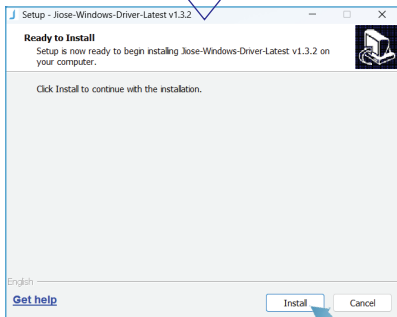 Setup - Jiose-Windows-Driver-Latest v1.3.2
Ready to Install
Setup is now ready to begin installing Jiose-Windows-Driver-Latest v1.3.2 on
your computer.
Click Install to continue with the installation.
English
Get help
Install
Cancel